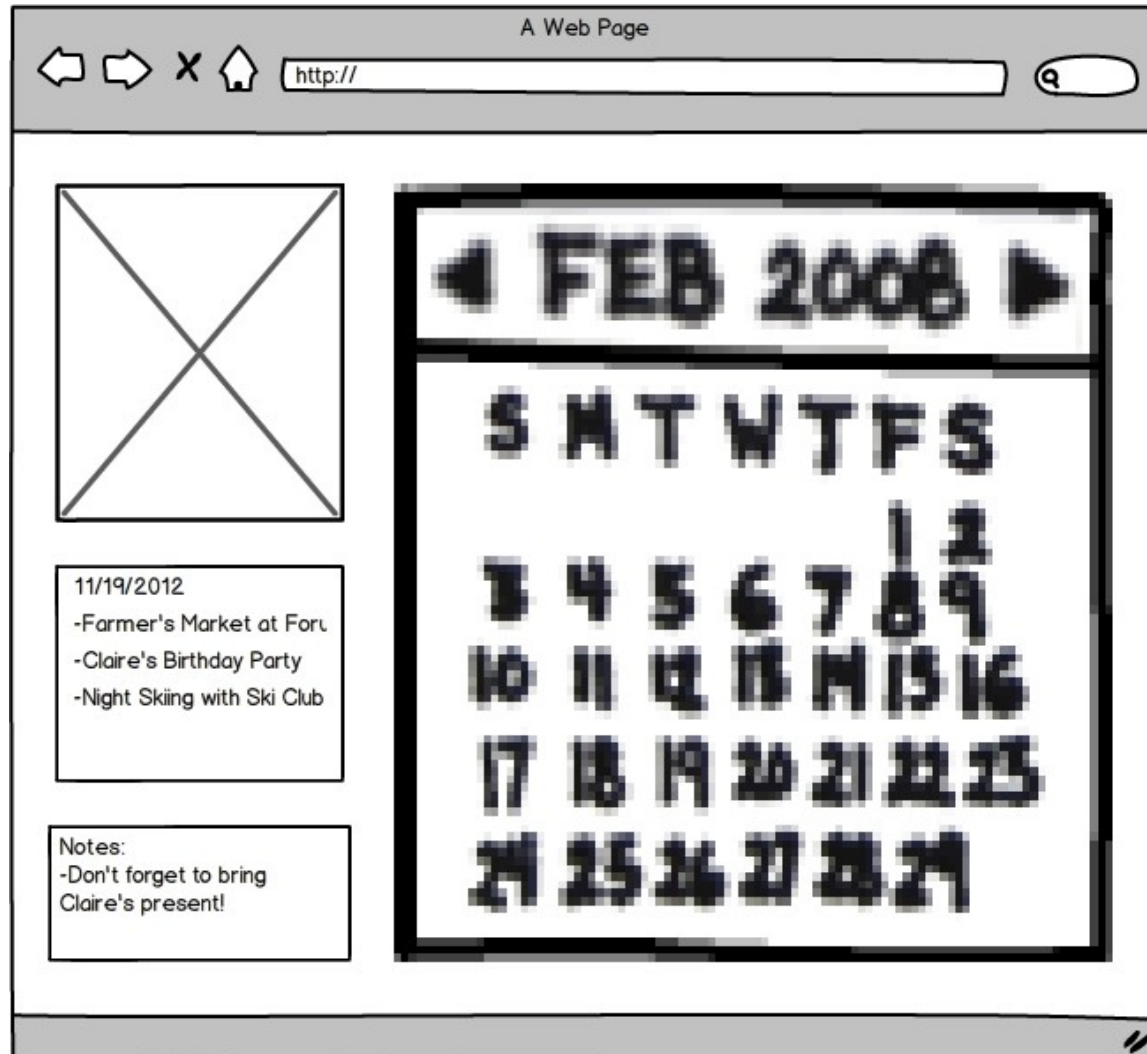 A Web Page
http://
11/19/2012
-Farmer's Market at Foru
-Claire's Birthday Party
-Night Skiing with Ski Club
Notes:
-Don't forget to bring
Claire's present!
FEB 2008
S M T W T F S
1 2
3 4 5 6 7 8 9
10 11 12 13 14 15 16
17 18 19 20 21 22 23
24 25 26 27 28 29